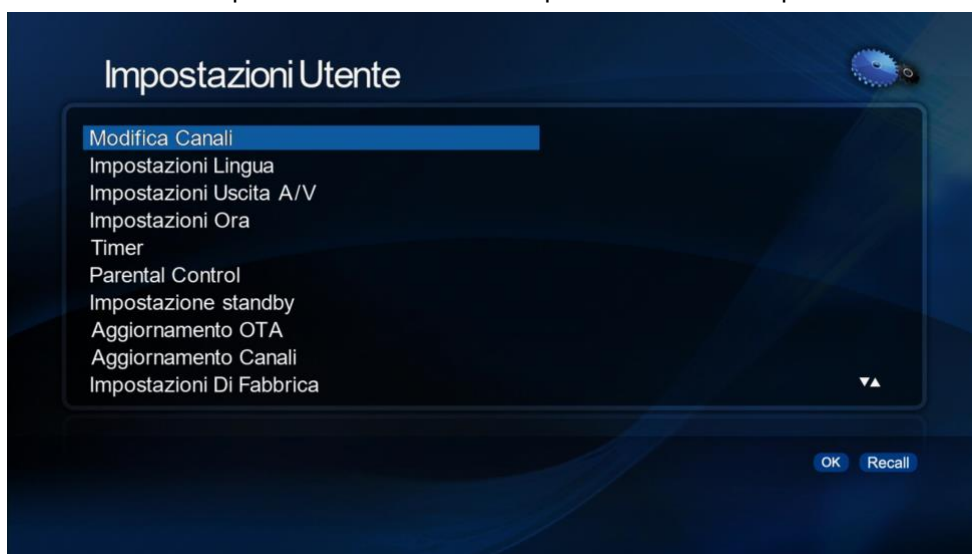 Impostazioni Utente
Modifica Canali
Impostazioni Lingua
Impostazioni Uscita A/V
Impostazioni Ora
Timer
Parental Control
Impostazione standby
Aggiornamento OTA
Aggiornamento Canali
Impostazioni Di Fabbrica
OK Recall